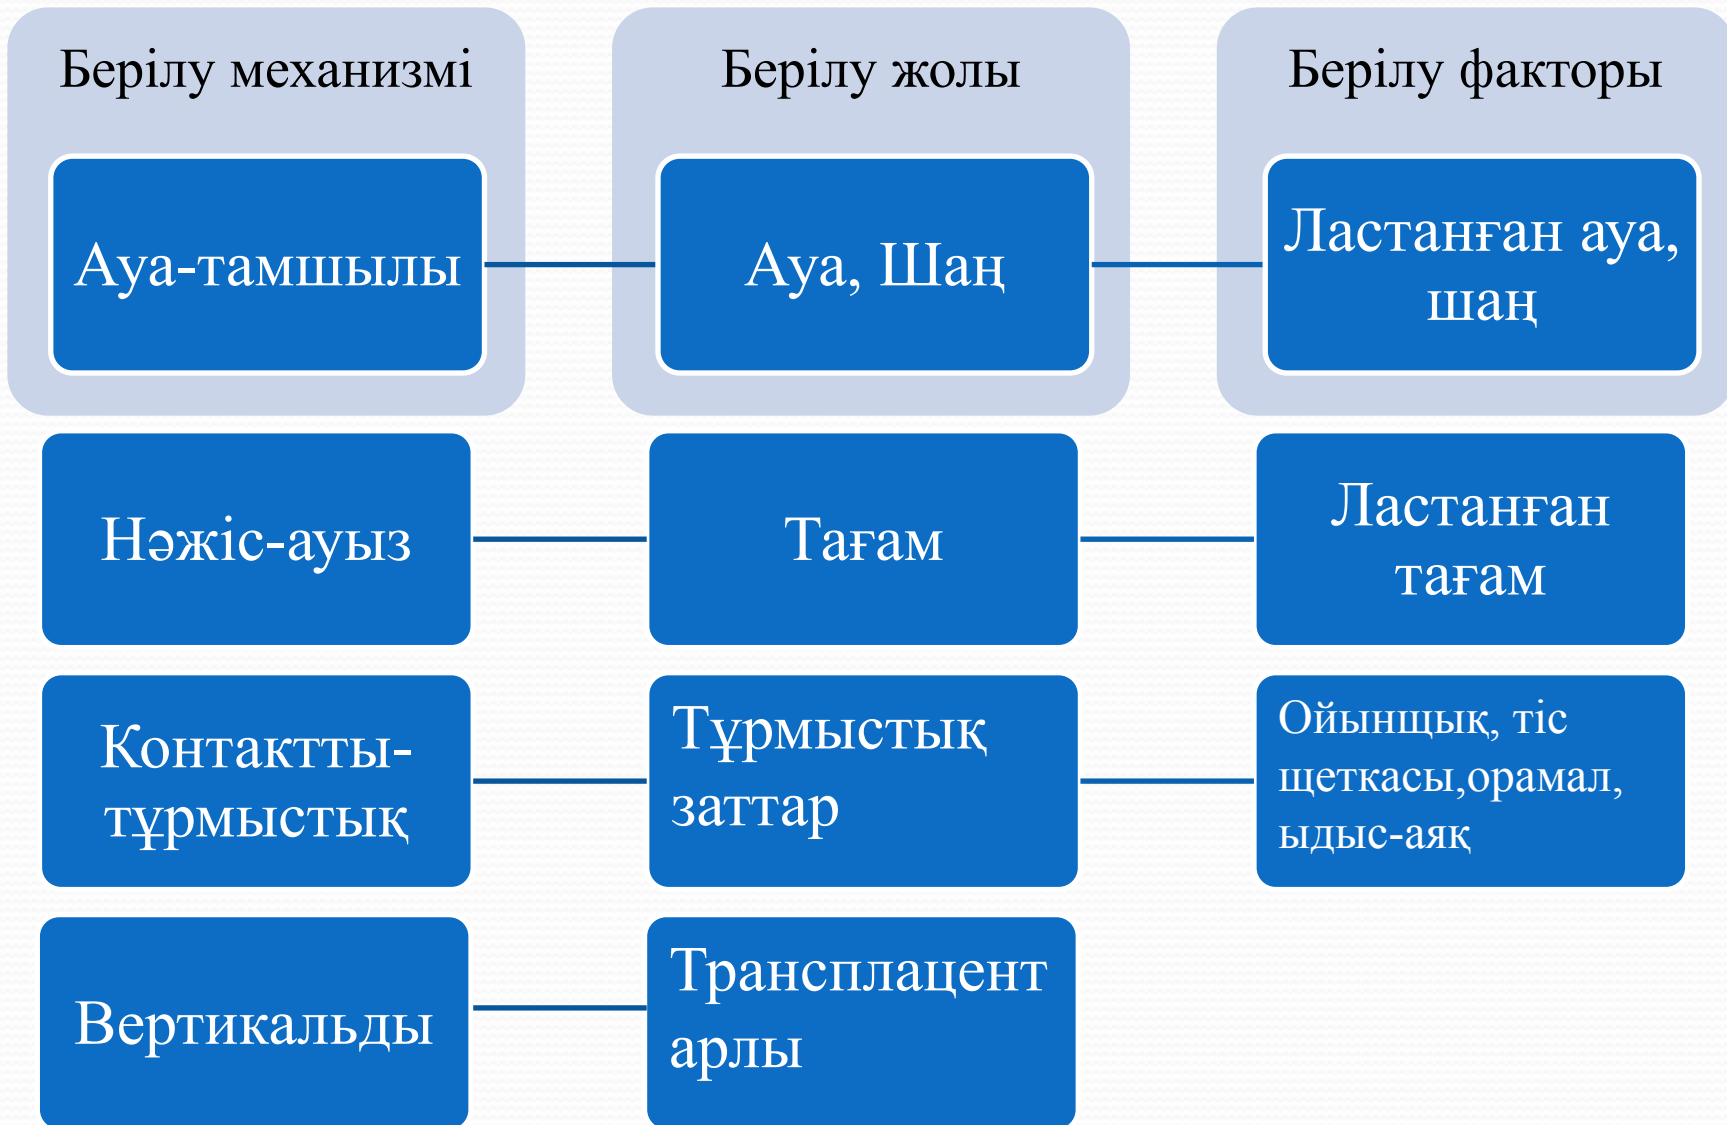 Берілу механизмі
Берілу жолы
Берілу факторы
Ауа-тамшылы
Ауа, Шаң
Ластанған ауа,
шаң
Нәжіс-ауыз
Тағам
Ластанған
тағам
Контактты-
тұрмыстық
Тұрмыстық
заттар
Ойынщық, тіс
щеткасы,орамал,
ыдыс-аяқ
Вертикальды
Трансплацент
арлы